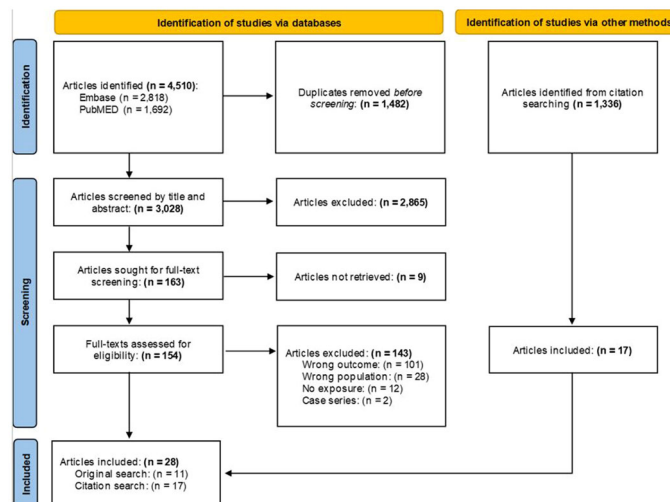 Identification of studies via databases
Identification of studies via other methods
Identification
Articles identified (n = 4,510):
Embase (n = 2,818)
PubMED (n = 1,692)
Duplicates removed before
screening: (n = 1,482)
Articles identified from citation
searching (n = 1,336)
Screening
Articles screened by title and
abstract: (n = 3,028)
Articles excluded: (n = 2,865)
Articles sought for full-text
screening: (n = 163)
Articles not retrieved: (n = 9)
Full-texts assessed for
eligibility: (n = 154)
Articles excluded: (n = 143)
Wrong outcome: (n = 101)
Wrong population: (n = 28)
No exposure: (n = 12)
Case series: (n = 2)
Articles included: (n = 17)
Included
Articles included: (n = 28)
Original search: (n = 11)
Citation search: (n = 17)